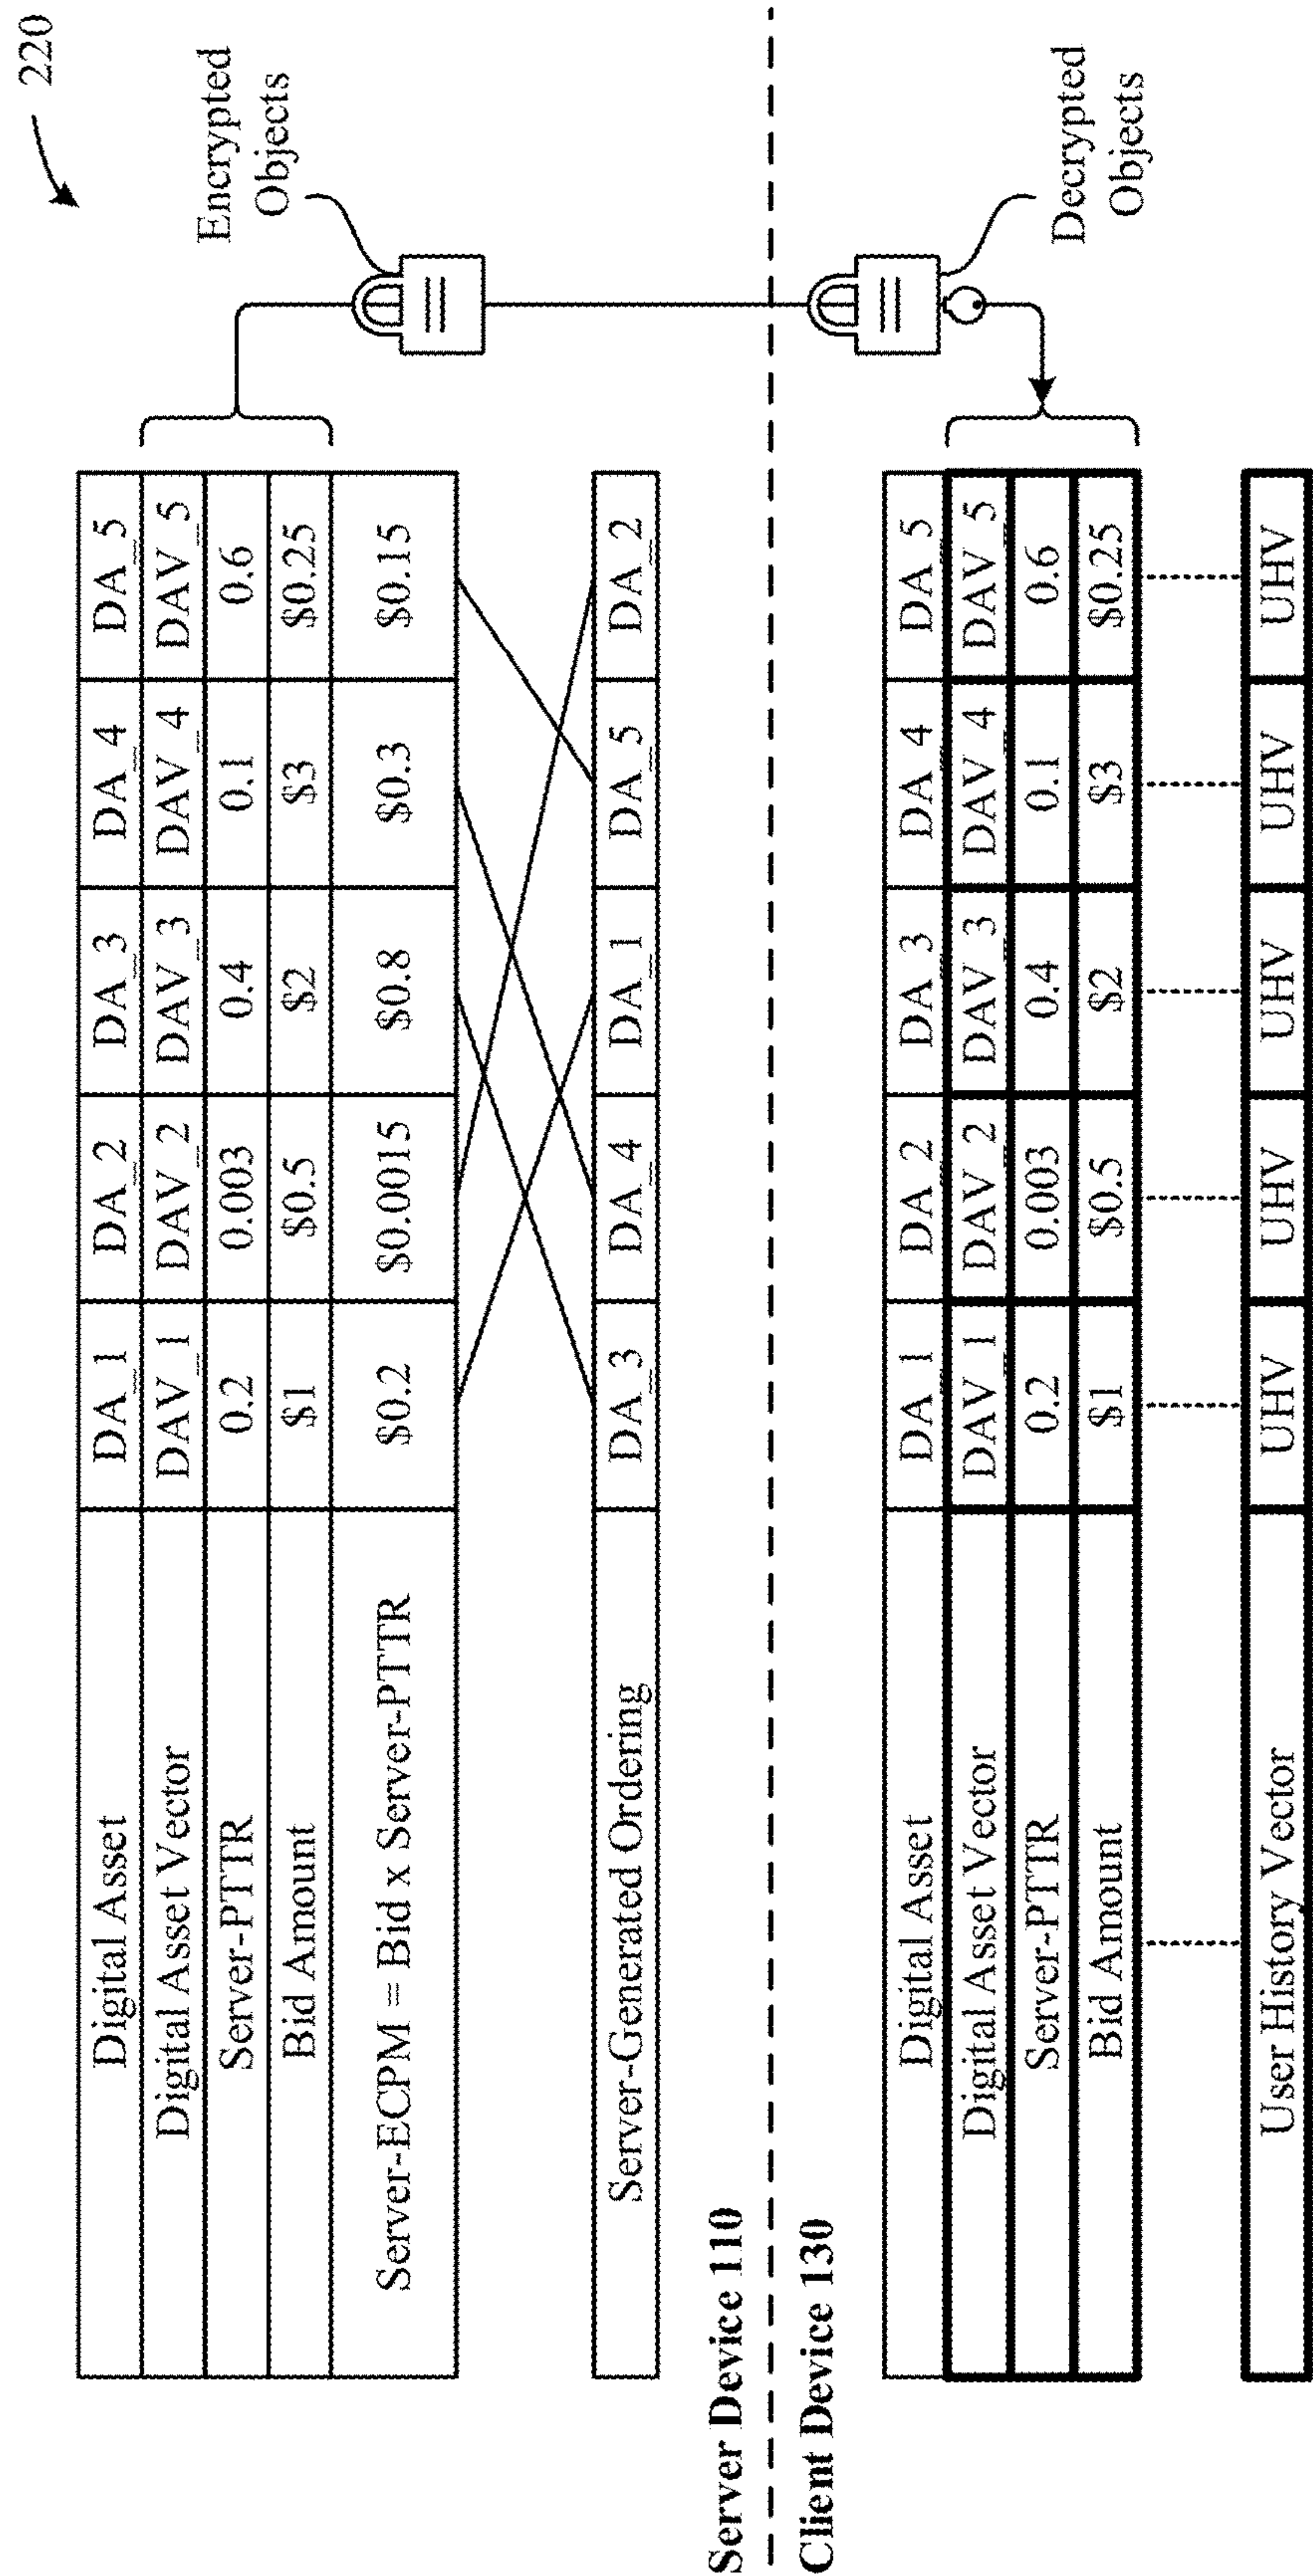 220
Digital Asset DA_1 DA_2 DA_3 DA_4 DA_5
Digital Asset Vector DAV_1 DAV_2 DAV_3 DAV_4 DAV_5
Server-PTTR 0.2 0.003 0.4 0.1 0.6
Bid Amount $1 $0.5 $2 $3 $0.25
Server-ECPM = Bid x Server-PTTR $0.2 $0.0015 $0.8 $0.3 $0.15
Encrypted
Objects
Server-Generated Ordering DA_3 DA_4 DA_1 DA_5 DA_2
Server Device 110
Client Device 130
Digital Asset DA_1 DA_2 DA_3 DA_4 DA_5
Digital Asset Vector DAV_1 DAV_2 DAV_3 DAV_4 DAV_5
Server-PTTR 0.2 0.003 0.4 0.1 0.6
Bid Amount $1 $0.5 $2 $3 $0.25
Decrypted
Objects
User History Vector UHV UHV UHV UHV UHV